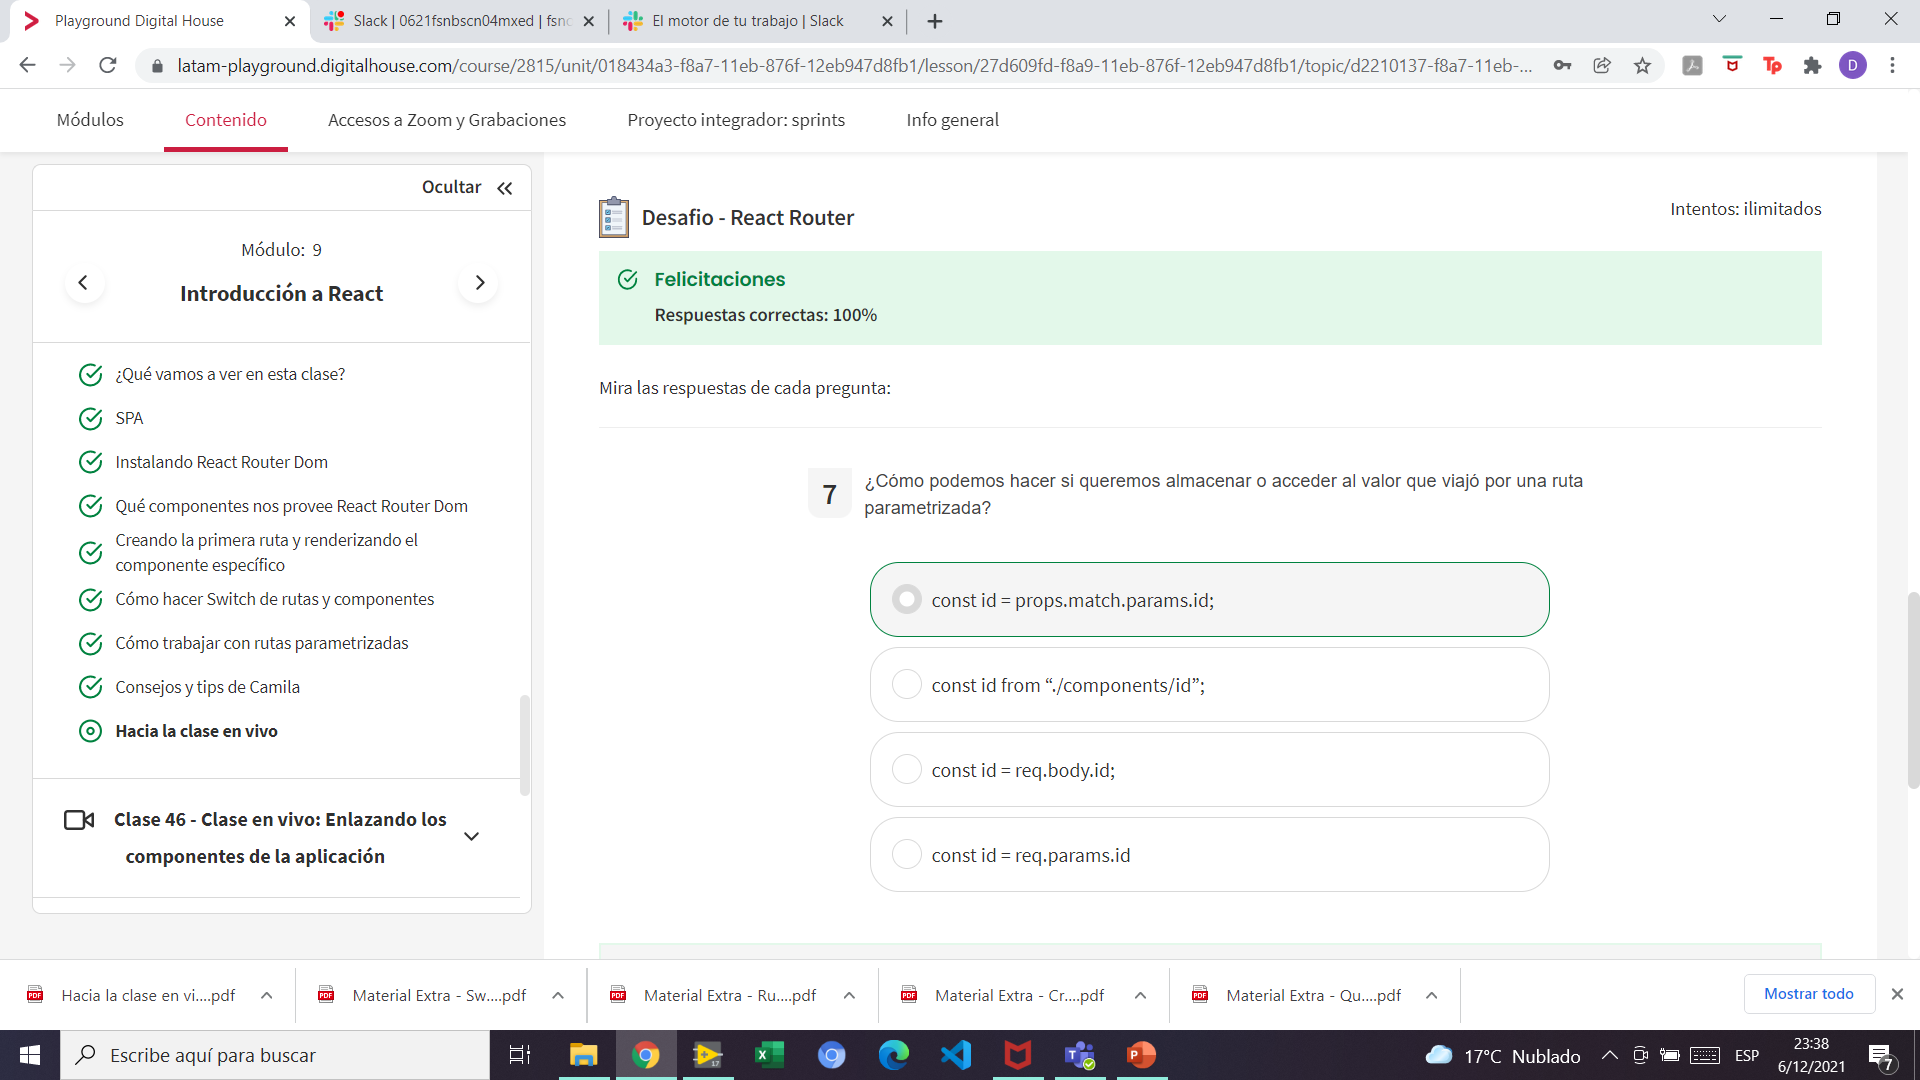 Playground Digital House
Slack | 0621fsnbscn04mxed | fsnc
El motor de tu trabajo | Slack
latam-playground.digitalhouse.com/course/2815/unit/018434a3-f8a7-11eb-876f-12eb947d8fb1/lesson/27d609fd-f8a9-11eb-876f-12eb947d8fb1/topic/d2210137-f8a7-11eb-...
Tp
D
Módulos
Contenido
Accesos a Zoom y Grabaciones
Proyecto integrador: sprints
Info general
Ocultar
Módulo: 9
Introducción a React
¿Qué vamos a ver en esta clase?
SPA
Instalando React Router Dom
Qué componentes nos provee React Router Dom
Creando la primera ruta y renderizando el
componente específico
Cómo hacer Switch de rutas y componentes
Cómo trabajar con rutas parametrizadas
Consejos y tips de Camila
Hacia la clase en vivo
Clase 46 - Clase en vivo: Enlazando los
componentes de la aplicación
Desafio - React Router
Intentos: ilimitados
Felicitaciones
Respuestas correctas: 100%
Mira las respuestas de cada pregunta:
7
¿Cómo podemos hacer si queremos almacenar o acceder al valor que viajó por una ruta
parametrizada?
const id = props.match.params.id;
const id from “./components/id”;
const id = req.body.id;
const id = req.params.id
PDF
Hacia la clase en vi....pdf
PDF
Material Extra - Sw....pdf
PDF
Material Extra - Ru....pdf
PDF
Material Extra - Cr....pdf
PDF
Material Extra - Qu....pdf
Mostrar todo
Escribe aquí para buscar
17°C Nublado
ESP
23:38
6/12/2021
7